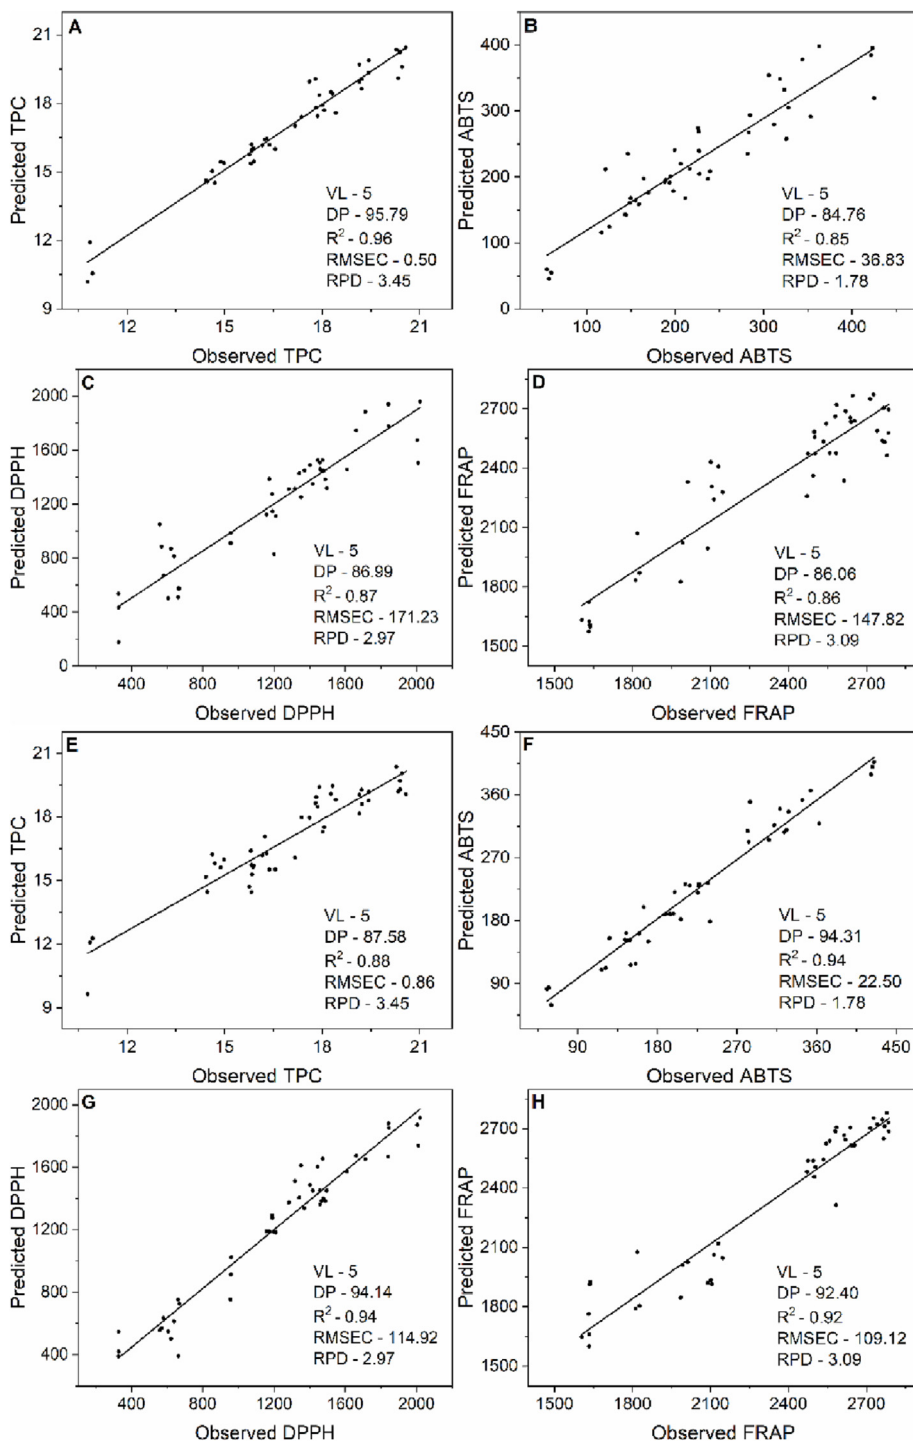 A
Predicted TPC
21
18
15
12
9
VL - 5
DP - 95.79
R² - 0.96
RMSEC - 0.50
RPD - 3.45
12 15 18 21
Observed TPC
B
Predicted ABTS
400
300
200
100
0
VL - 5
DP - 84.76
R² - 0.85
RMSEC - 36.83
RPD - 1.78
100 200 300 400
Observed ABTS
C
Predicted DPPH
2000
1600
1200
800
400
0
VL - 5
DP - 86.99
R² - 0.87
RMSEC - 171.23
RPD - 2.97
400 800 1200 1600 2000
Observed DPPH
D
Predicted FRAP
2700
2400
2100
1800
1500
VL - 5
DP - 86.06
R² - 0.86
RMSEC - 147.82
RPD - 3.09
1500 1800 2100 2400 2700
Observed FRAP
E
Predicted TPC
21
18
15
12
9
VL - 5
DP - 87.58
R² - 0.88
RMSEC - 0.86
RPD - 3.45
12 15 18 21
Observed TPC
F
Predicted ABTS
450
360
270
180
90
VL - 5
DP - 94.31
R² - 0.94
RMSEC - 22.50
RPD - 1.78
90 180 270 360 450
Observed ABTS
G
Predicted DPPH
2000
1600
1200
800
400
VL - 5
DP - 94.14
R² - 0.94
RMSEC - 114.92
RPD - 2.97
400 800 1200 1600 2000
Observed DPPH
H
Predicted FRAP
2700
2400
2100
1800
1500
VL - 5
DP - 92.40
R² - 0.92
RMSEC - 109.12
RPD - 3.09
1500 1800 2100 2400 2700
Observed FRAP